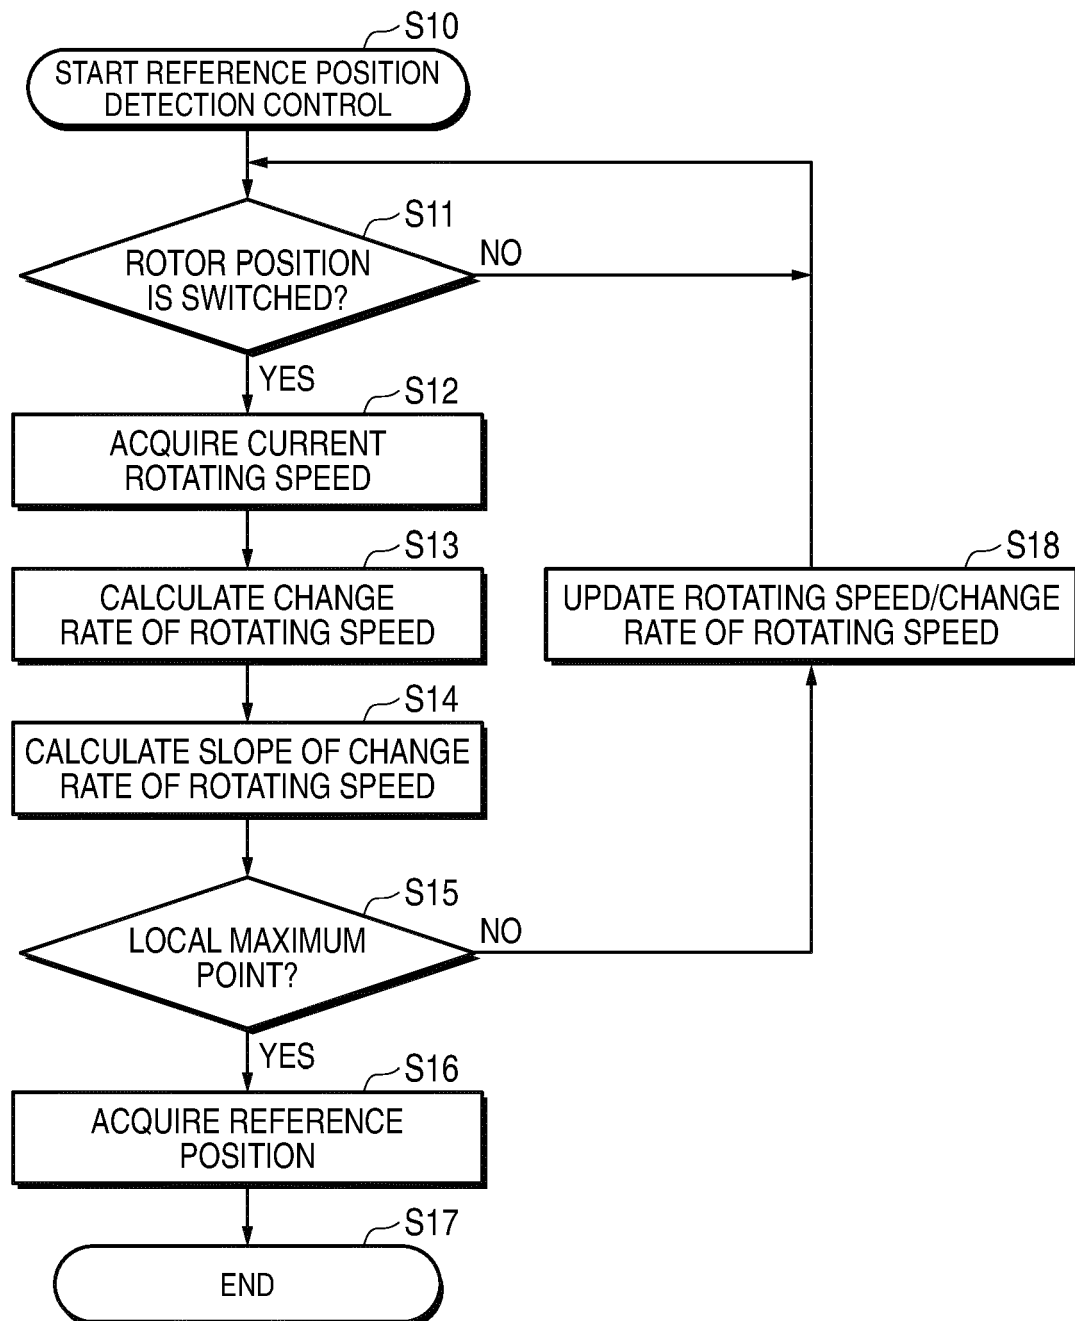 S10
START REFERENCE POSITION
DETECTION CONTROL
S11
ROTOR POSITION
IS SWITCHED?
NO
YES
S12
ACQUIRE CURRENT
ROTATING SPEED
S13
CALCULATE CHANGE
RATE OF ROTATING SPEED
S18
UPDATE ROTATING SPEED/CHANGE
RATE OF ROTATING SPEED
S14
CALCULATE SLOPE OF CHANGE
RATE OF ROTATING SPEED
S15
LOCAL MAXIMUM
POINT?
NO
YES
S16
ACQUIRE REFERENCE
POSITION
S17
END